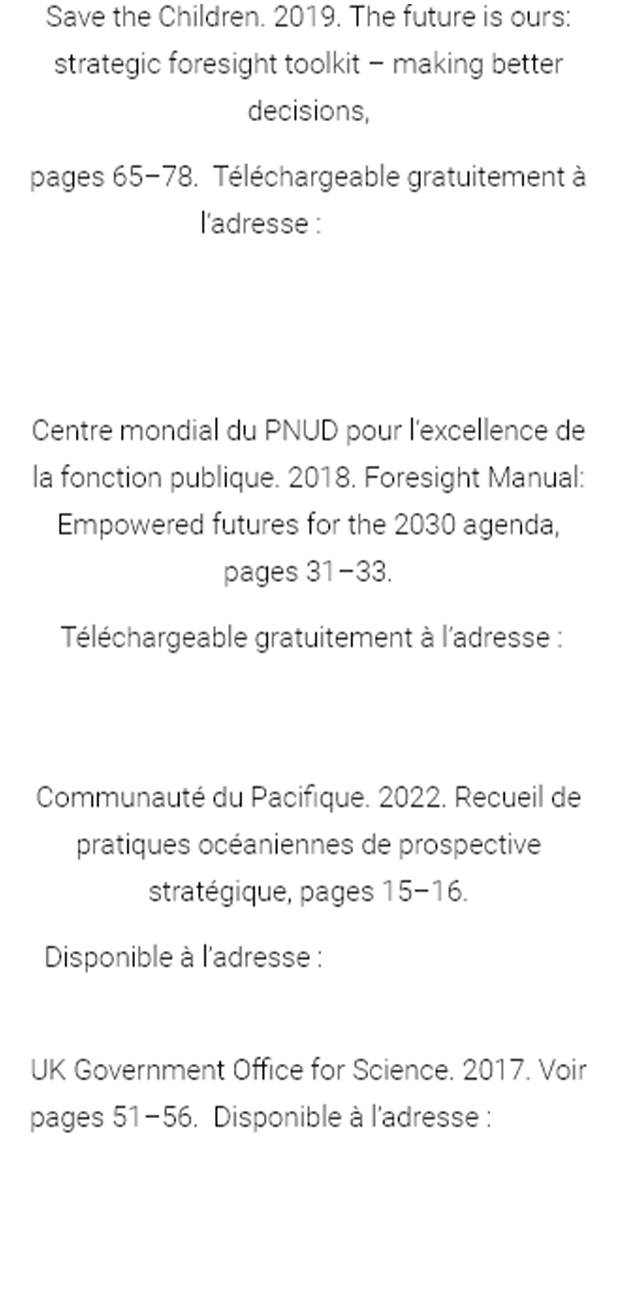 Save the Children. 2019. The future is ours:
strategic foresight toolkit – making better
decisions,
pages 65–78. Téléchargeable gratuitement à
l'adresse :
Centre mondial du PNUD pour l'excellence de
la fonction publique. 2018. Foresight Manual:
Empowered futures for the 2030 agenda,
pages 31–33.
Téléchargeable gratuitement à l'adresse :
Communauté du Pacifique. 2022. Recueil de
pratiques océaniennes de prospective
stratégique, pages 15–16.
Disponible à l'adresse :
UK Government Office for Science. 2017. Voir
pages 51–56. Disponible à l'adresse :